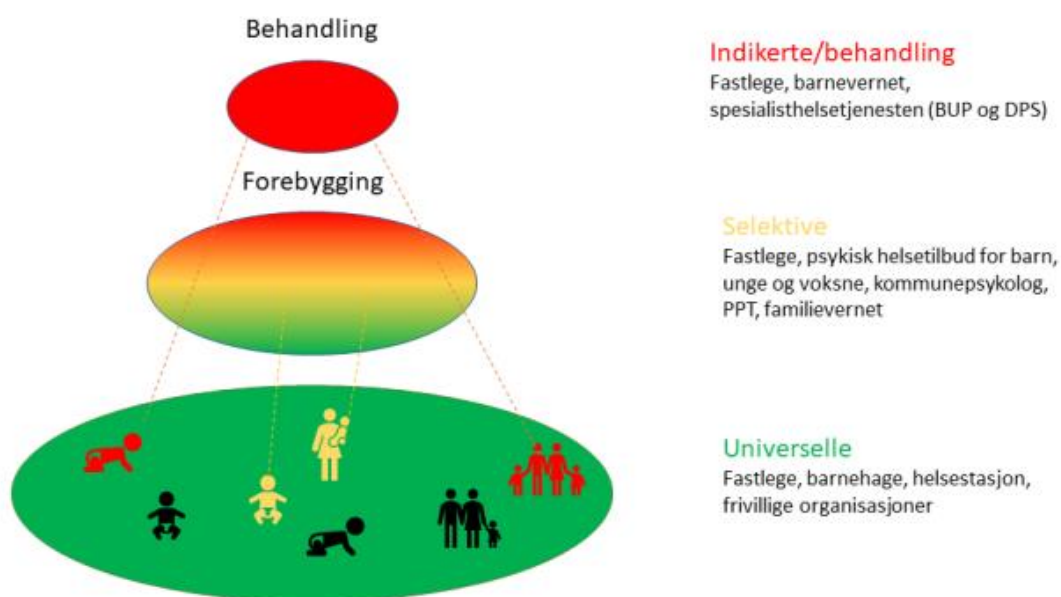 Behandling
Forebygging
Indikerte/behandling
Fastlege, barnevernet,
spesialisthelsetjenesten (BUP og DPS)
Selektive
Fastlege, psykisk helsetilbud for barn,
unge og voksne, kommunepsykolog,
PPT, familievernet
Universelle
Fastlege, barnehage, helsestasjon,
frivillige organisasjoner